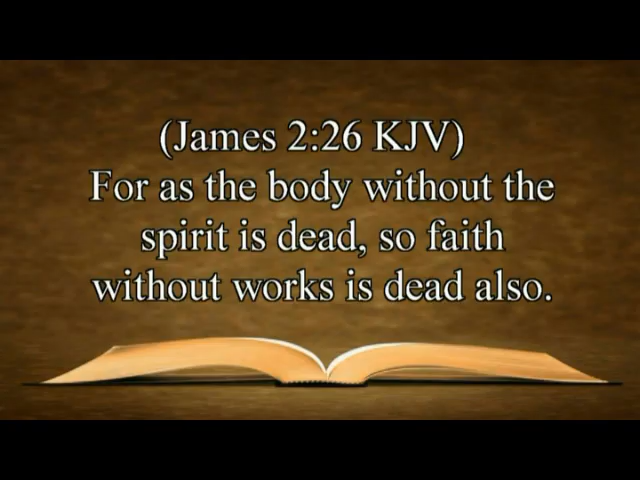 (James 2:26 KJV)
For as the body without the
spirit is dead, so faith
without works is dead also.